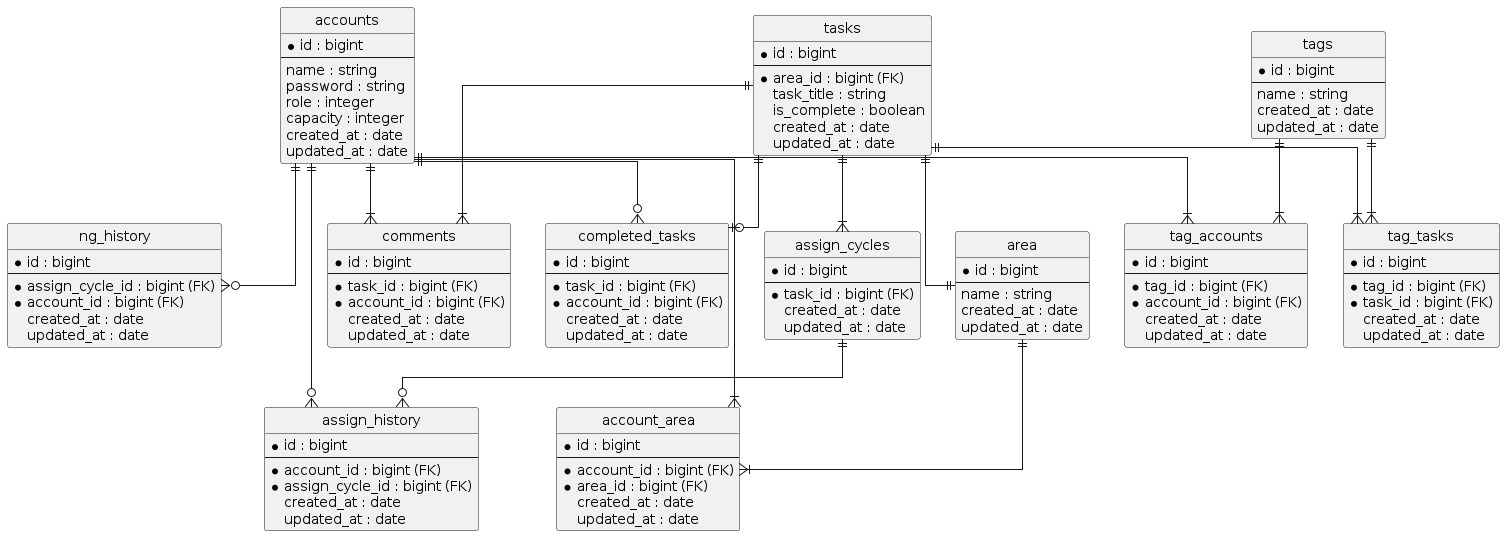 accounts
id : bigint
name : string
password : string
role : integer
capacity : integer
created_at : date
updated_at : date
tasks
id : bigint
area_id : bigint (FK)
task_title : string
is_complete : boolean
created_at : date
updated_at : date
tags
id : bigint
name : string
created_at : date
updated_at : date
ng_history
id : bigint
assign_cycle_id : bigint (FK)
account_id : bigint (FK)
created_at : date
updated_at : date
comments
id : bigint
task_id : bigint (FK)
account_id : bigint (FK)
created_at : date
updated_at : date
completed_tasks
id : bigint
task_id : bigint (FK)
account_id : bigint (FK)
created_at : date
updated_at : date
assign_cycles
id : bigint
task_id : bigint (FK)
created_at : date
updated_at : date
area
id : bigint
name : string
created_at : date
updated_at : date
tag_accounts
id : bigint
tag_id : bigint (FK)
account_id : bigint (FK)
created_at : date
updated_at : date
tag_tasks
id : bigint
tag_id : bigint (FK)
task_id : bigint (FK)
created_at : date
updated_at : date
assign_history
id : bigint
account_id : bigint (FK)
assign_cycle_id : bigint (FK)
created_at : date
updated_at : date
account_area
id : bigint
account_id : bigint (FK)
area_id : bigint (FK)
created_at : date
updated_at : date